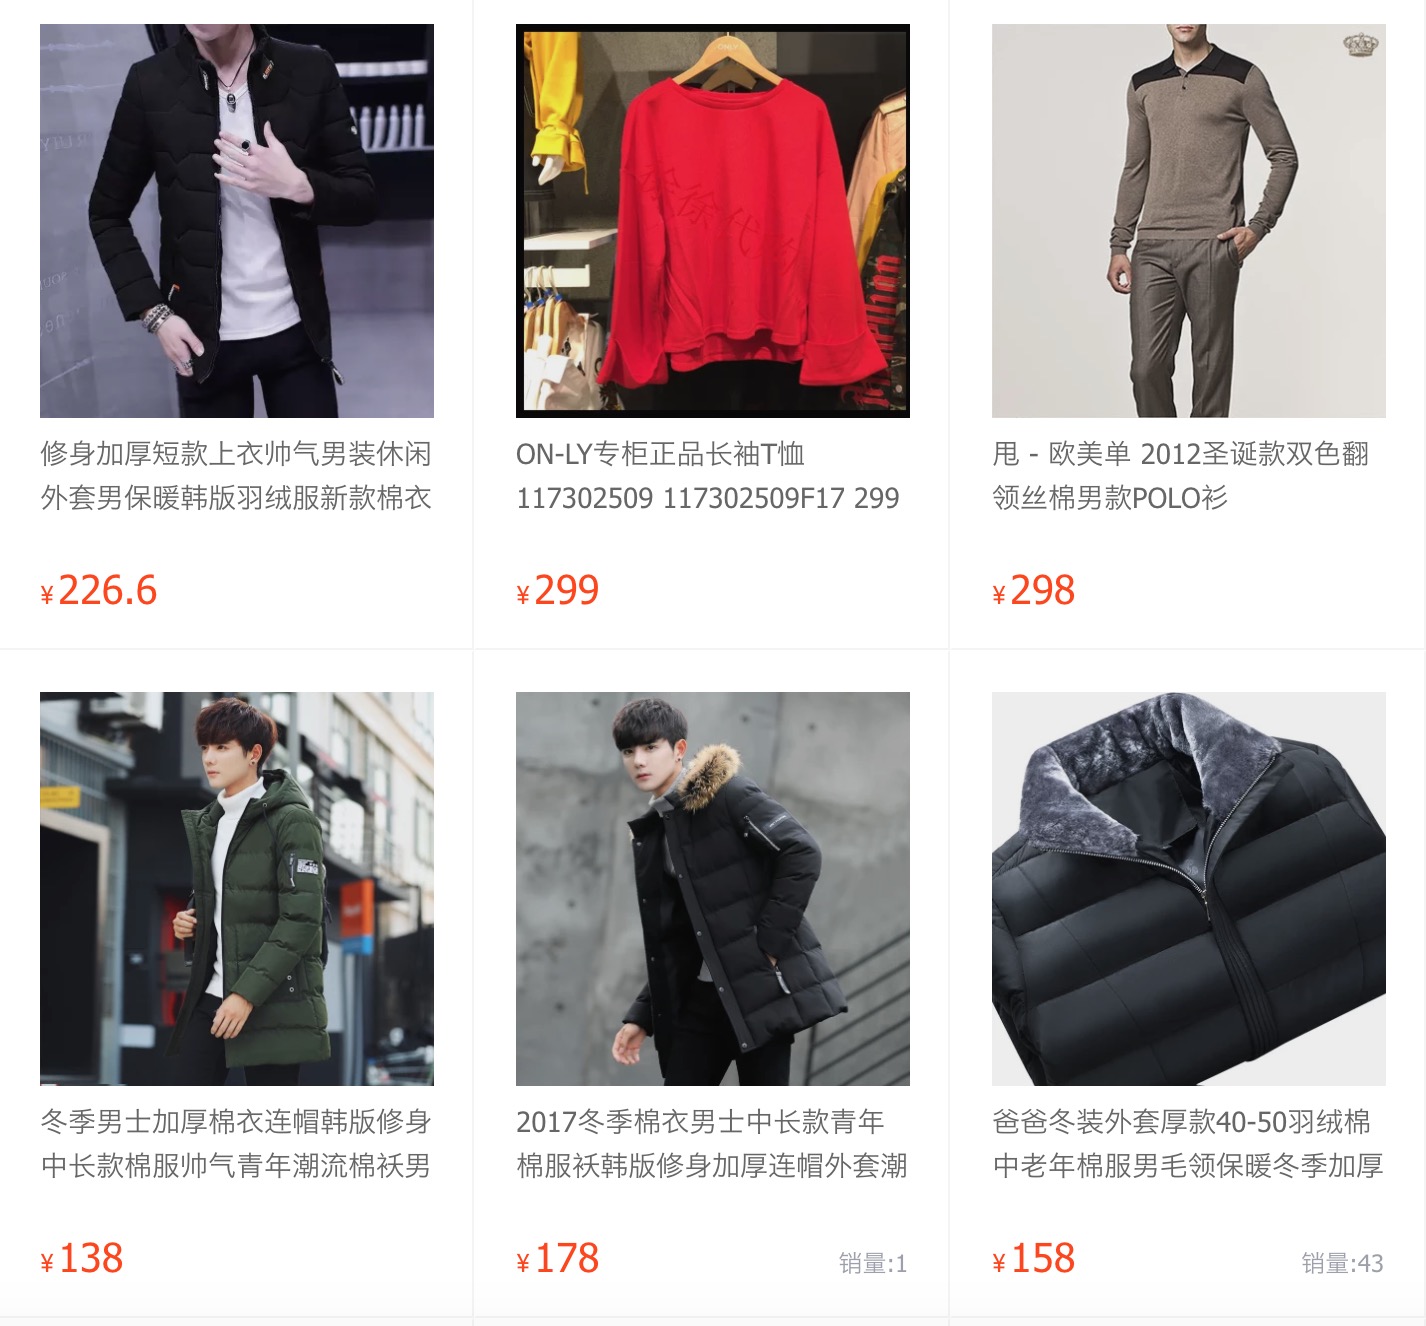 修身加厚短款上衣帅气男装休闲
外套男保暖韩版羽绒服新款棉衣
¥226.6
ON-LY专柜正品长袖T恤
117302509 117302509F17 299
¥299
甩 - 欧美单 2012圣诞款双色翻
领丝棉男款POLO衫
¥298
冬季男士加厚棉衣连帽韩版修身
中长款棉服帅气青年潮流棉袄男
¥138
2017冬季棉衣男士中长款青年
棉服袄韩版修身加厚连帽外套潮
¥178
销量:1
爸爸冬装外套厚款40-50羽绒棉
中老年棉服男毛领保暖冬季加厚
¥158
销量:43